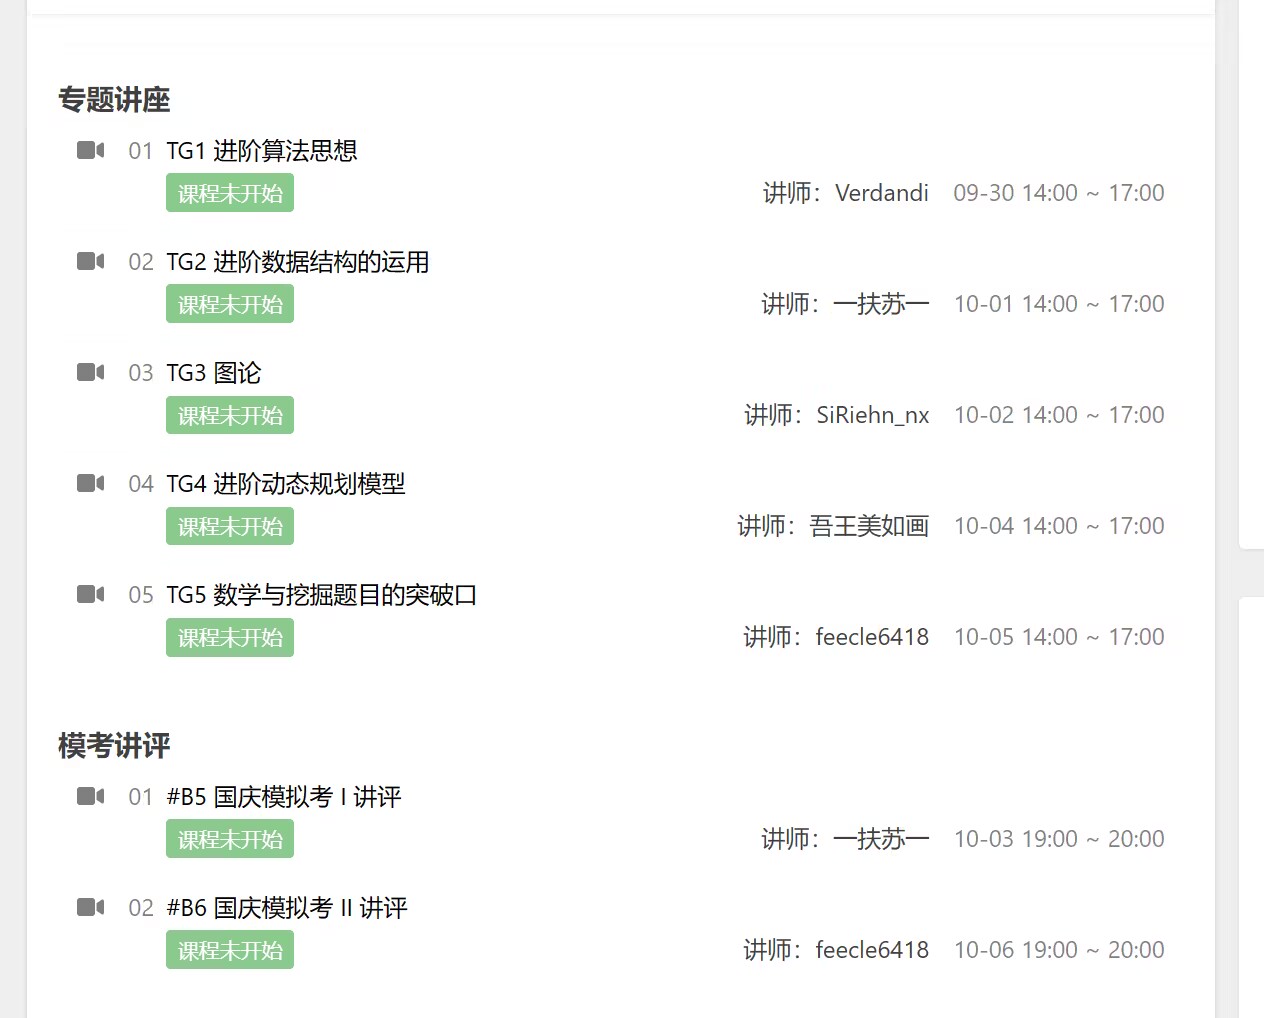 专题讲座
01 TG1 进阶算法思想
课程未开始 讲师：Verdandi 09-30 14:00 ~ 17:00
02 TG2 进阶数据结构的运用
课程未开始 讲师：一扶苏一 10-01 14:00 ~ 17:00
03 TG3 图论
课程未开始 讲师：SiRiehn_nx 10-02 14:00 ~ 17:00
04 TG4 进阶动态规划模型
课程未开始 讲师：吾王美如画 10-04 14:00 ~ 17:00
05 TG5 数学与挖掘题目的突破口
课程未开始 讲师：feecle6418 10-05 14:00 ~ 17:00
模考讲评
01 #B5 国庆模拟考 I 讲评
课程未开始 讲师：一扶苏一 10-03 19:00 ~ 20:00
02 #B6 国庆模拟考 II 讲评
课程未开始 讲师：feecle6418 10-06 19:00 ~ 20:00